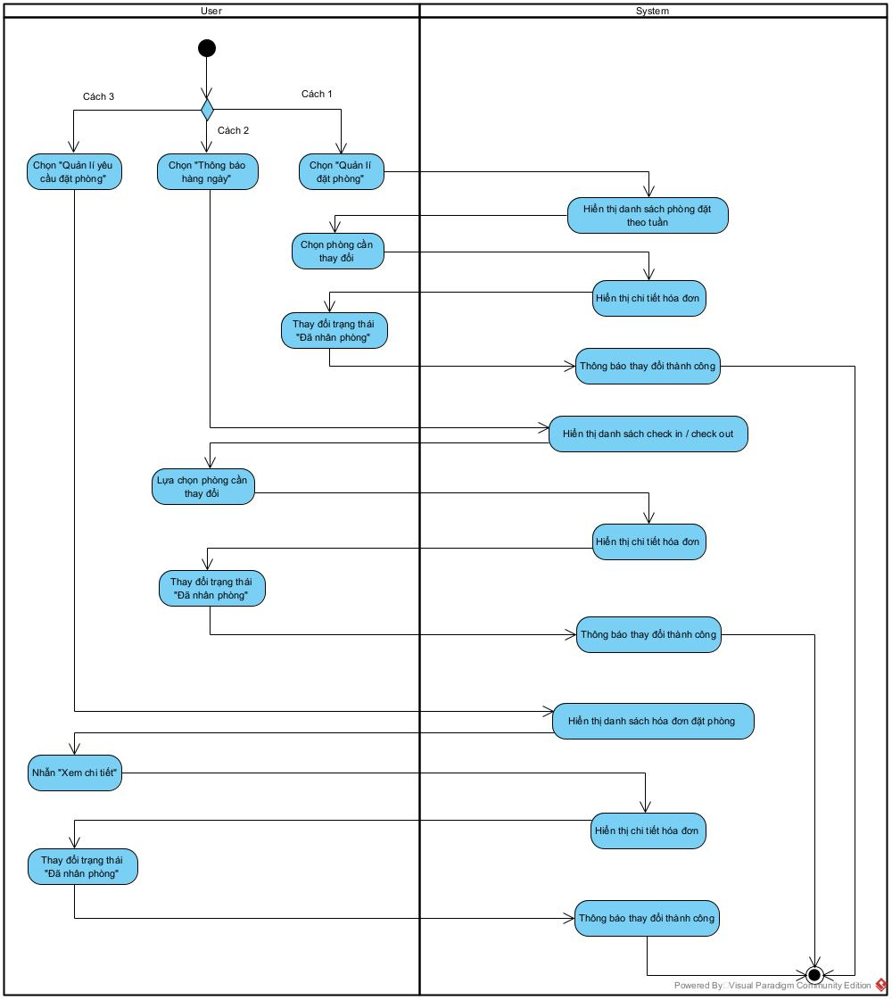 User
System
Cách 3
Cách 1
Cách 2
Chọn "Quản lí yêu
cầu đặt phòng"
Chọn "Thông báo
hàng ngày"
Chọn "Quản lí
đặt phòng"
Hiển thị danh sách phòng đặt
theo tuần
Chọn phòng cần
thay đổi
Hiển thị chi tiết hóa đơn
Thay đổi trạng thái
"Đã nhân phòng"
Thông báo thay đổi thành công
Hiển thị danh sách check in / check out
Lựa chọn phòng cần
thay đổi
Hiển thị chi tiết hóa đơn
Thay đổi trạng thái
"Đã nhân phòng"
Thông báo thay đổi thành công
Hiển thị danh sách hóa đơn đặt phòng
Nhẫn "Xem chi tiết"
Hiển thị chi tiết hóa đơn
Thay đổi trạng thái
"Đã nhân phòng"
Thông báo thay đổi thành công
Powered By Visual Paradigm Community Edition